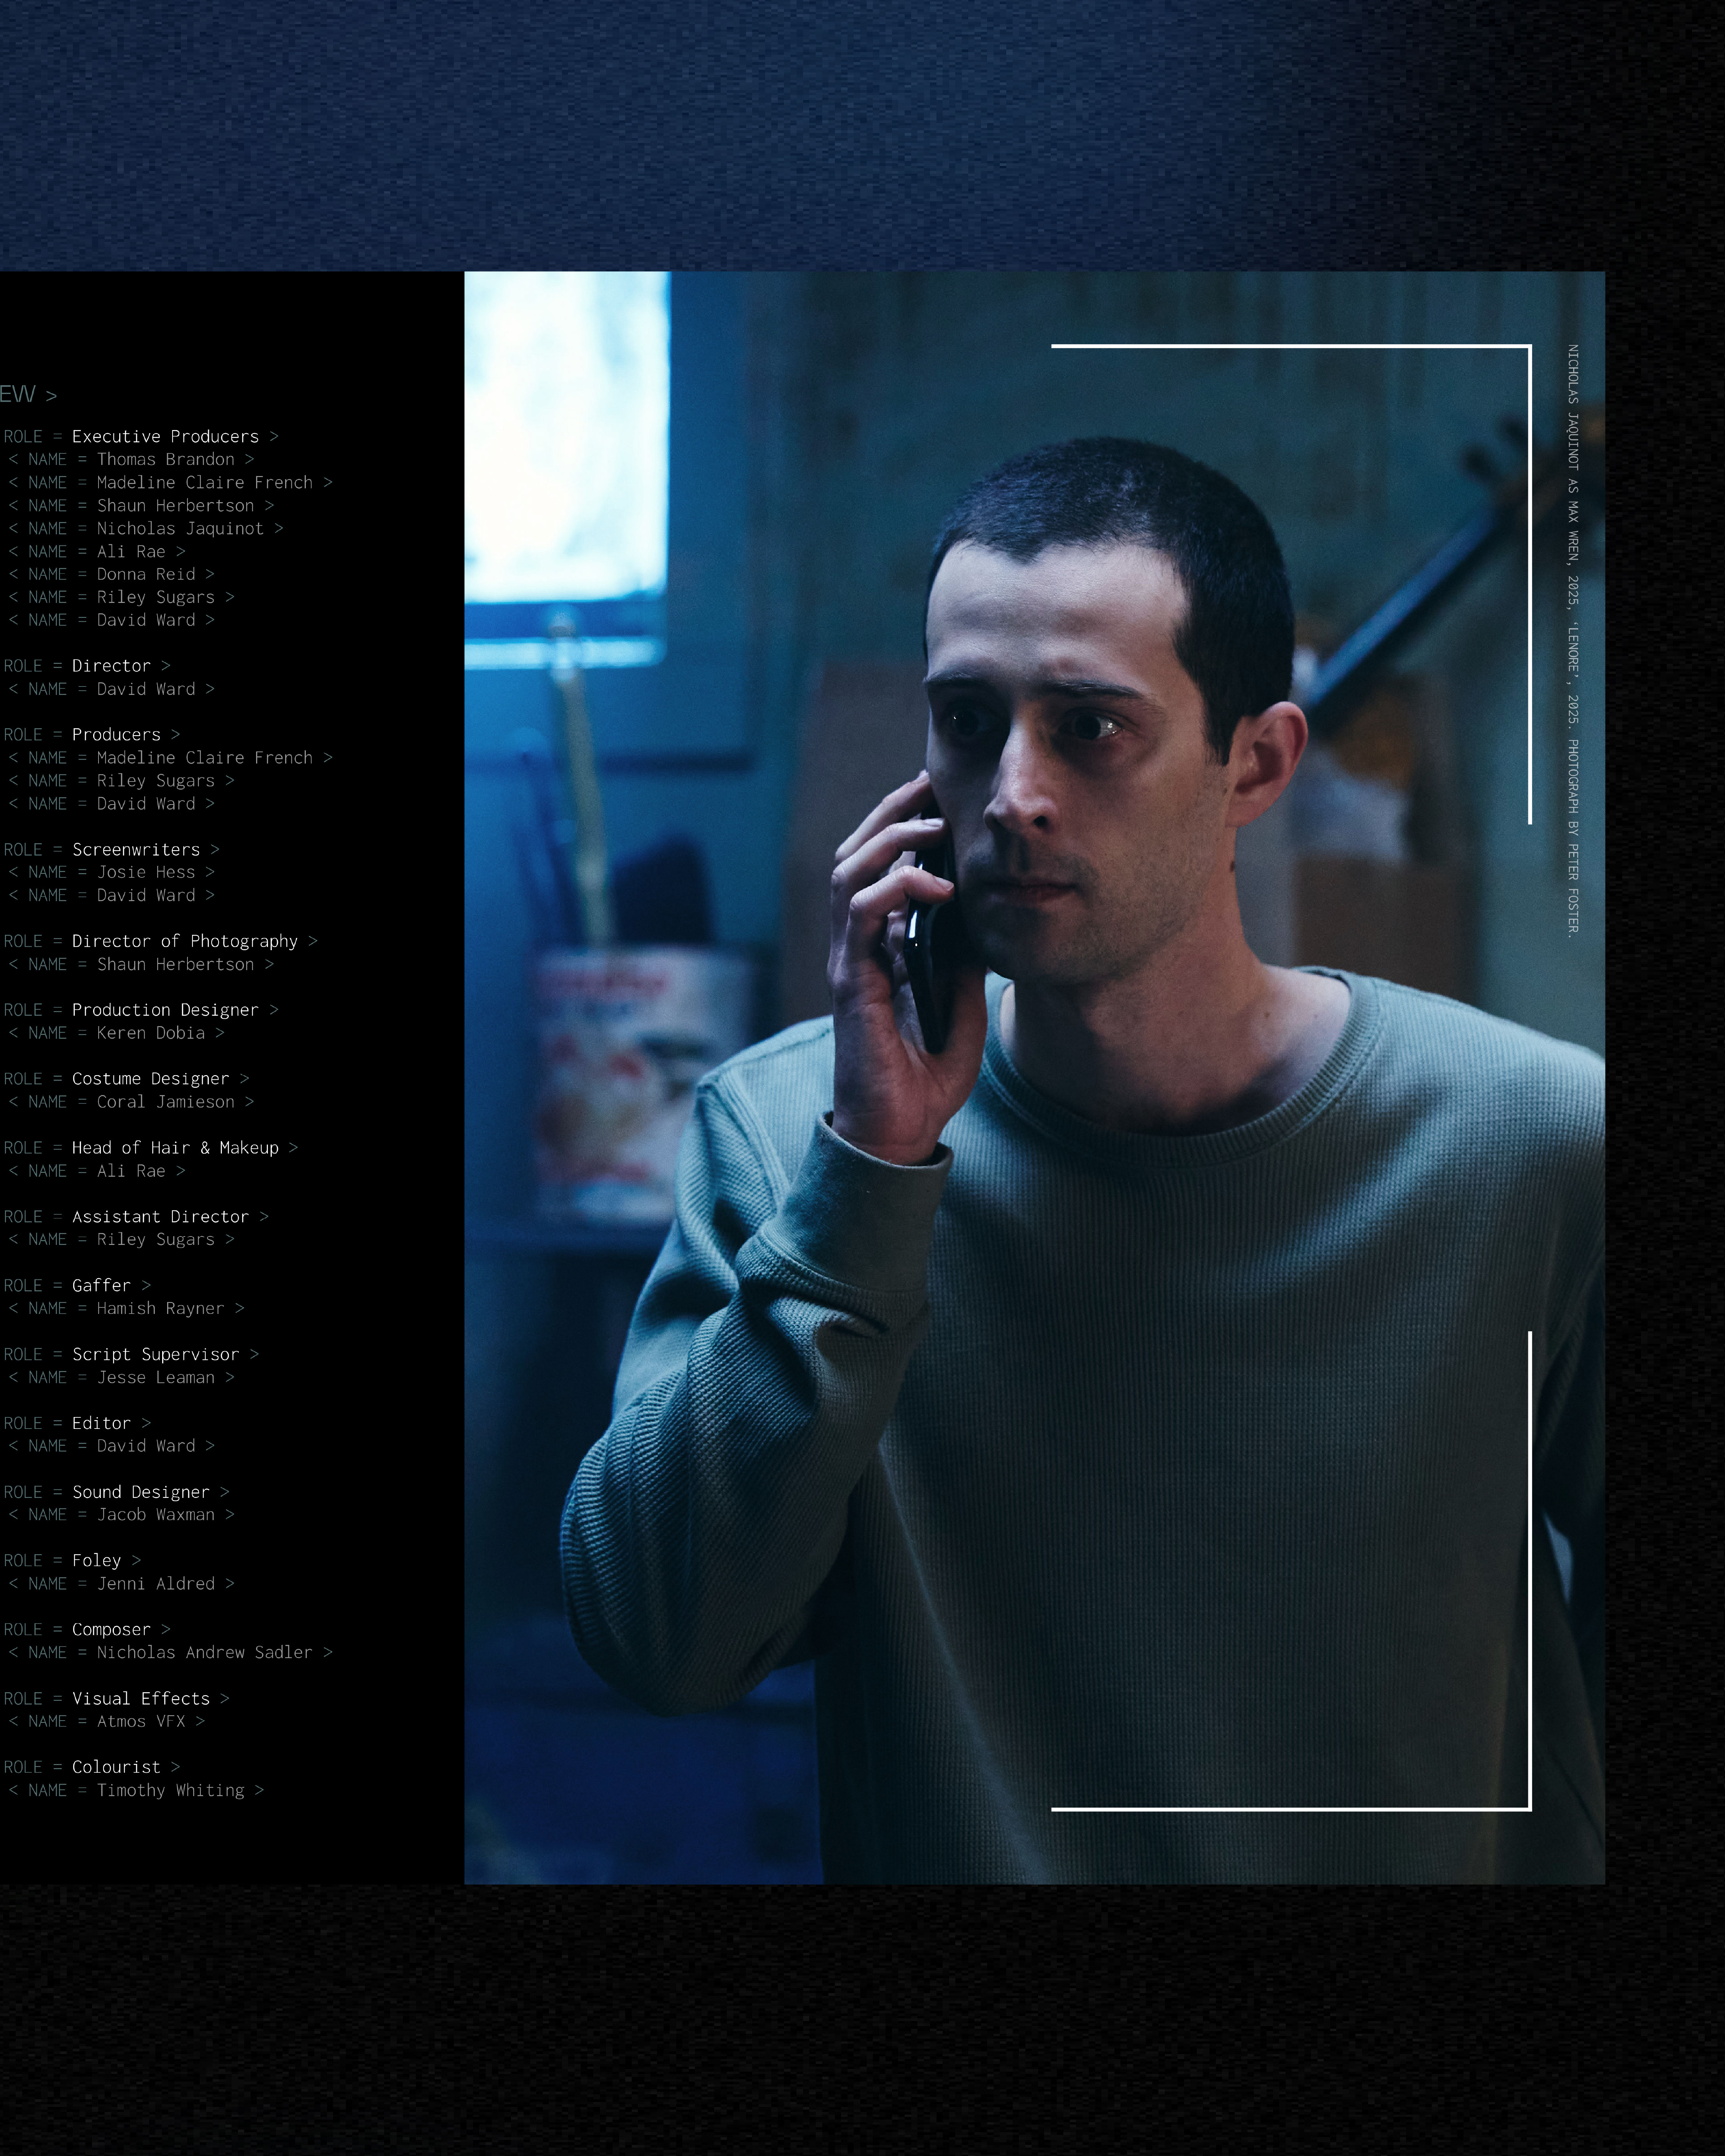 EW >
ROLE = Executive Producers >
< NAME = Thomas Brandon >
< NAME = Madeline Claire French >
< NAME = Shaun Herbertson >
< NAME = Nicholas Jaquinot >
< NAME = Ali Rae >
< NAME = Donna Reid >
< NAME = Riley Sugars >
< NAME = David Ward >
ROLE = Director >
< NAME = David Ward >
ROLE = Producers >
< NAME = Madeline Claire French >
< NAME = Riley Sugars >
< NAME = David Ward >
ROLE = Screenwriters >
< NAME = Josie Hess >
< NAME = David Ward >
ROLE = Director of Photography >
< NAME = Shaun Herbertson >
ROLE = Production Designer >
< NAME = Keren Dobia >
ROLE = Costume Designer >
< NAME = Coral Jamieson >
ROLE = Head of Hair & Makeup >
< NAME = Ali Rae >
ROLE = Assistant Director >
< NAME = Riley Sugars >
ROLE = Gaffer >
< NAME = Hamish Rayner >
ROLE = Script Supervisor >
< NAME = Jesse Leaman >
ROLE = Editor >
< NAME = David Ward >
ROLE = Sound Designer >
< NAME = Jacob Waxman >
ROLE = Foley >
< NAME = Jenni Aldred >
ROLE = Composer >
< NAME = Nicholas Andrew Sadler >
ROLE = Visual Effects >
< NAME = Atmos VFX >
ROLE = Colourist >
< NAME = Timothy Whiting >
NICHOLAS JAQUINOT AS MAX WREN, 2025, ‘LENORE’, 2025. PHOTOGRAPH BY PETER FOSTER.